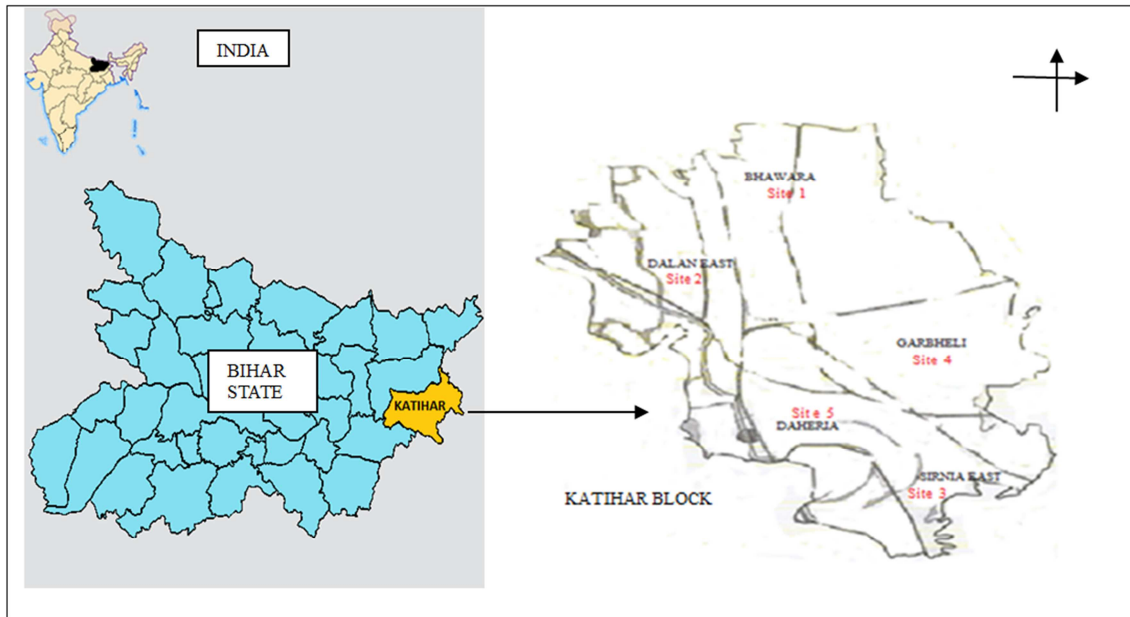 INDIA
BIHAR
STATE
KATIHAR
BHAWARA
Site 1
DALAN EAST
Site 2
GARBHELI
Site 4
Site 5
DAHERIA
SIRNIA EAST
Site 3
KATIHAR BLOCK